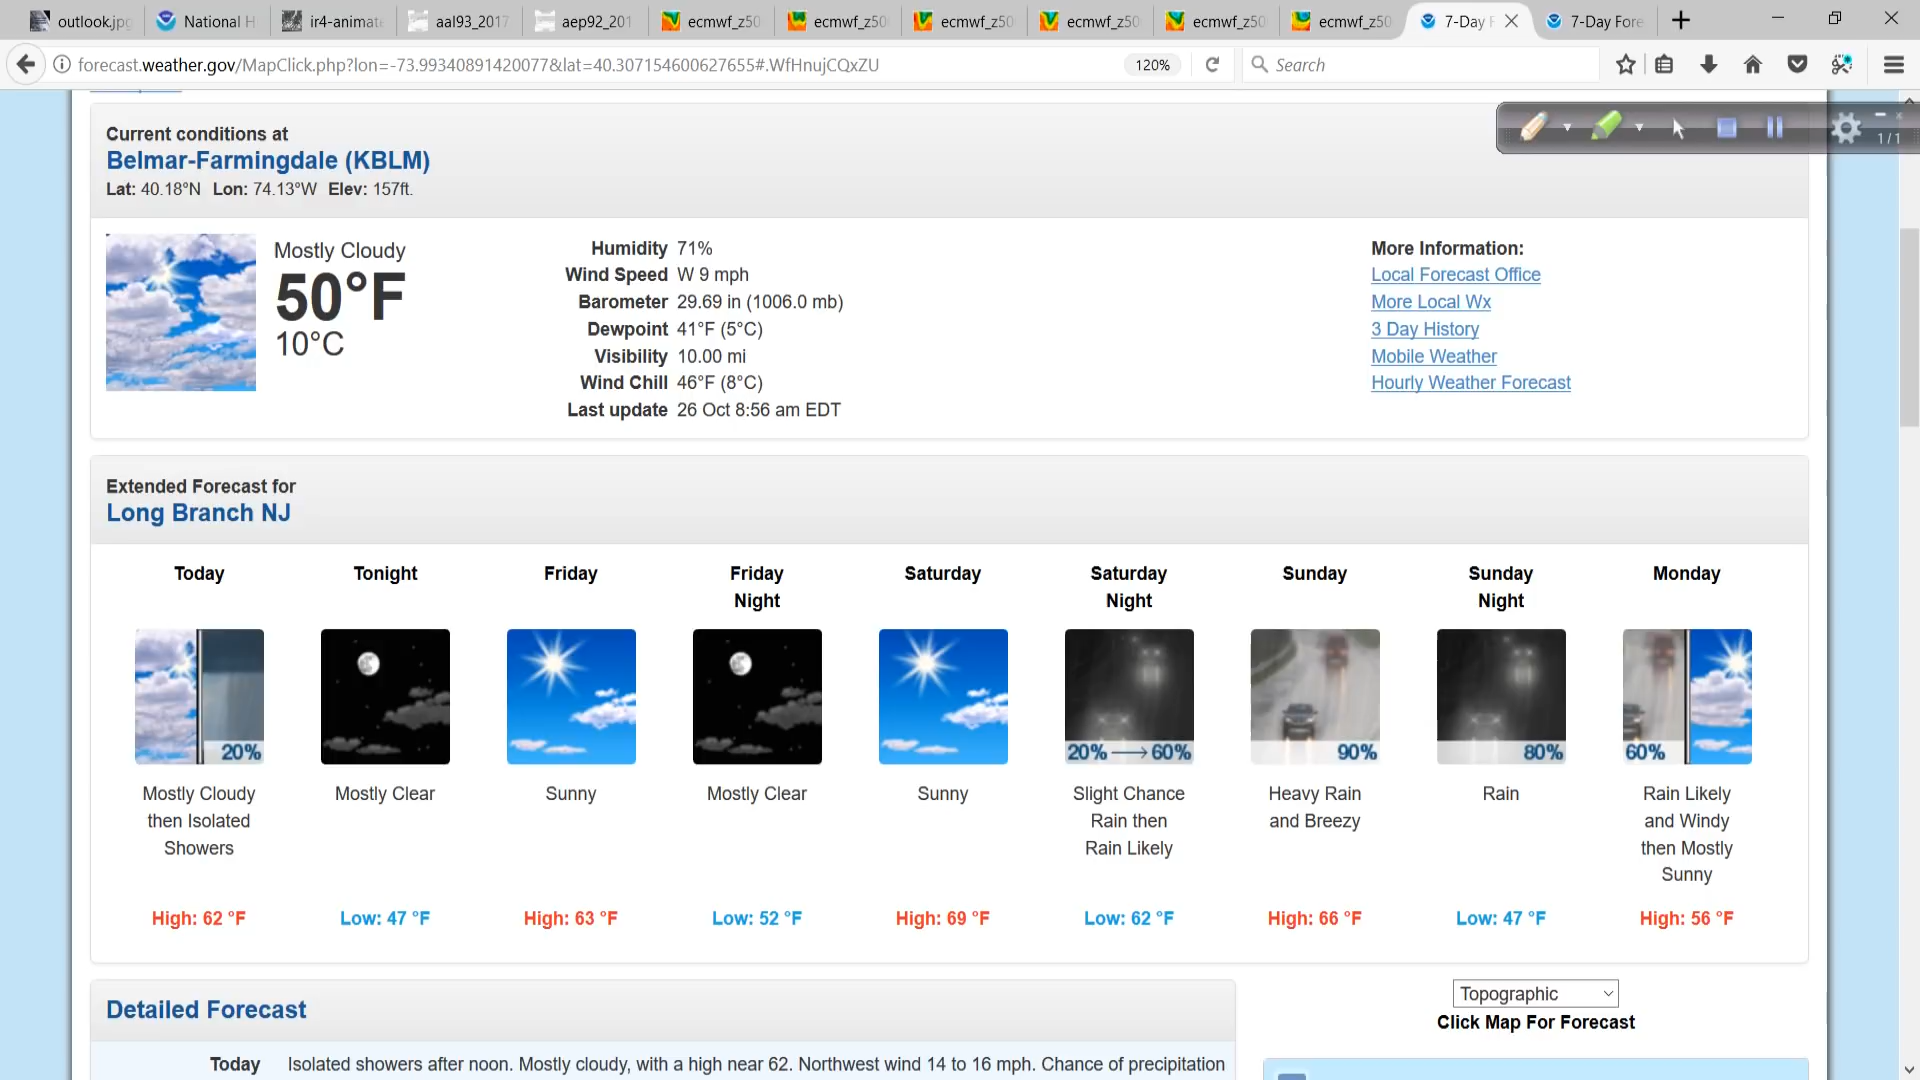 outlook.jpg
National H
ir4-animate
aal93_2017
aep92_201
ecmwf_z50
ecmwf_z50
ecmwf_z50
ecmwf_z50
ecmwf_z50
ecmwf_z50
7-Day F
7-Day Fore
forecast.weather.gov/MapClick.php?lon=-73.99340891420077&lat=40.307154600627655#.WfHnujCQxZU
120%
Search
1/1
Current conditions at
Belmar-Farmingdale (KBLM)
Lat: 40.18°N Lon: 74.13°W Elev: 157ft.
Mostly Cloudy
50°F
10°C
Humidity 71%
Wind Speed W 9 mph
Barometer 29.69 in (1006.0 mb)
Dewpoint 41°F (5°C)
Visibility 10.00 mi
Wind Chill 46°F (8°C)
Last update 26 Oct 8:56 am EDT
More Information:
Local Forecast Office
More Local Wx
3 Day History
Mobile Weather
Hourly Weather Forecast
Extended Forecast for
Long Branch NJ
Today
20%
Mostly Cloudy
then Isolated
Showers
High: 62 °F
Tonight
Mostly Clear
Low: 47 °F
Friday
Sunny
High: 63 °F
Friday
Night
Mostly Clear
Low: 52 °F
Saturday
Sunny
High: 69 °F
Saturday
Night
20% → 60%
Slight Chance
Rain then
Rain Likely
Low: 62 °F
Sunday
90%
Heavy Rain
and Breezy
High: 66 °F
Sunday
Night
80%
Rain
Low: 47 °F
Monday
60%
Rain Likely
and Windy
then Mostly
Sunny
High: 56 °F
Detailed Forecast
Today Isolated showers after noon. Mostly cloudy, with a high near 62. Northwest wind 14 to 16 mph. Chance of precipitation
Topographic
Click Map For Forecast